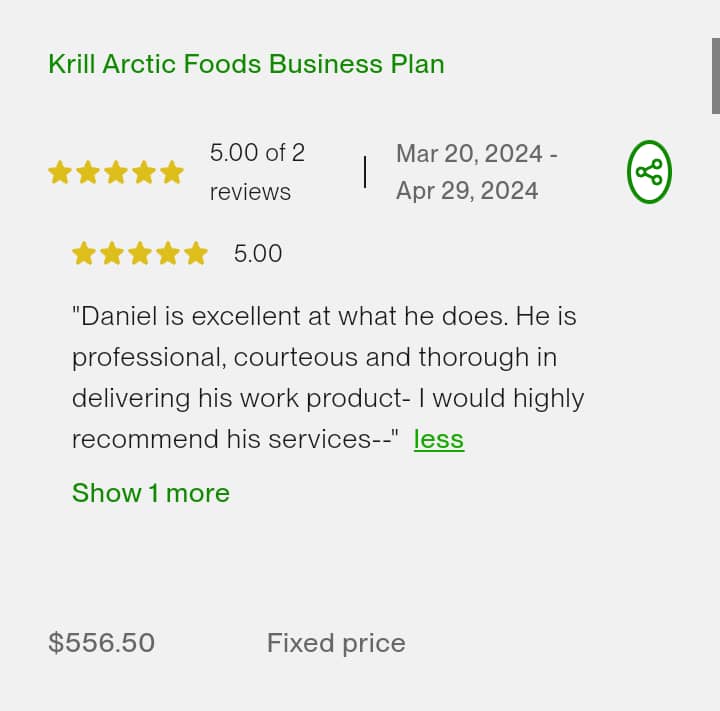 Krill Arctic Foods Business Plan
5.00 of 2
reviews
Mar 20, 2024 -
Apr 29, 2024
5.00
"Daniel is excellent at what he does. He is
professional, courteous and thorough in
delivering his work product- I would highly
recommend his services--" less
Show 1 more
$556.50
Fixed price